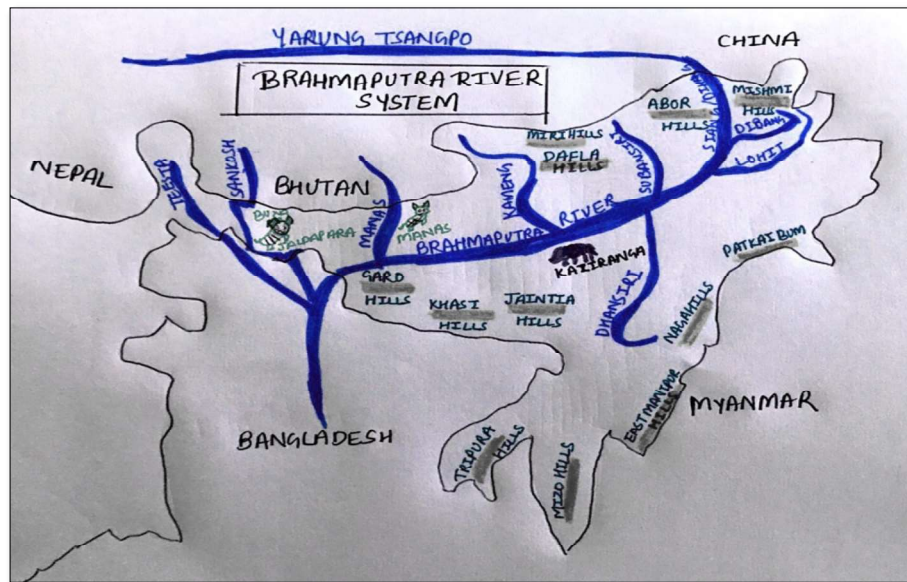 YARUNG TSANGPO
CHINA
BRAHMAPUTRA RIVER
SYSTEM
NEPAL
TEESTA
SANKOSH
BHUTAN
BUXA
JALDAPARA
MANAS
MANAS
KAMENG
MIRI HILLS
DAFLA
HILLS
SUBANSIRI
ABOR
HILLS
MISHMI
HILLS
DIBANG
LOHIT
BRAHMAPUTRA RIVER
KAZIRANGA
PATKAI BUM
GARO
HILLS
KHASI
HILLS
JAINTIA
HILLS
DHANSIRI
NAGA HILLS
EAST MANIPUR
HILLS
MYANMAR
BANGLADESH
TRIPURA
HILLS
MIZO HILLS